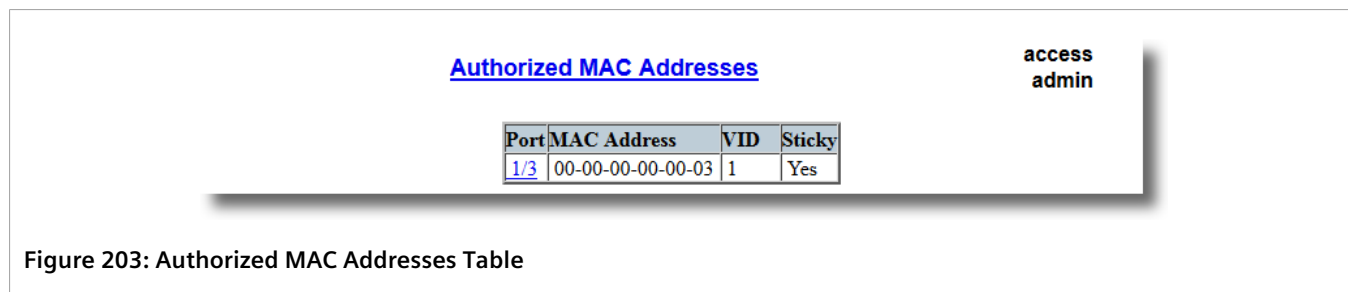 Authorized MAC Addresses
access
admin
Port MAC Address VID Sticky
1/3 00-00-00-00-00-03 1 Yes
Figure 203: Authorized MAC Addresses Table